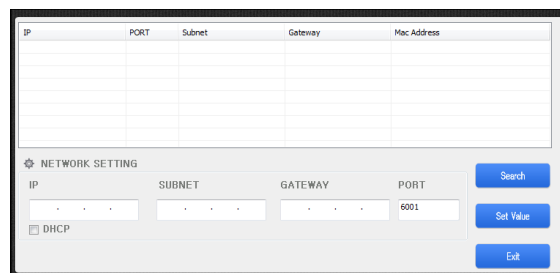 IP PORT Subnet Gateway Mac Address
NETWORK SETTING
IP SUBNET GATEWAY PORT
. . . . . . . . . 6001
DHCP
Search
Set Value
Exit